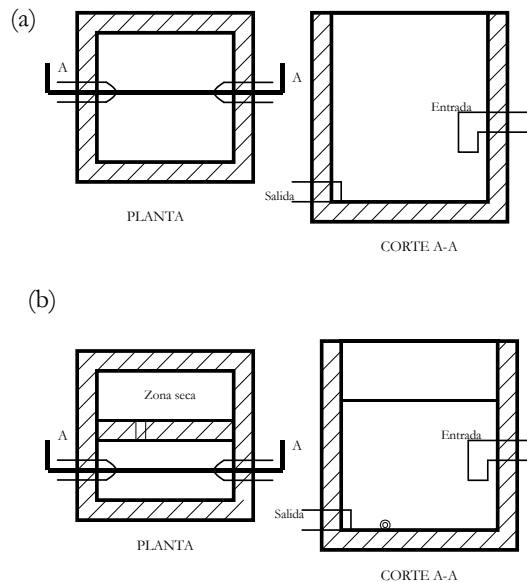 (a)
A
A
Entrada
Salida
PLANTA
CORTE A-A
(b)
Zona seca
A
A
Entrada
Salida
PLANTA
CORTE A-A